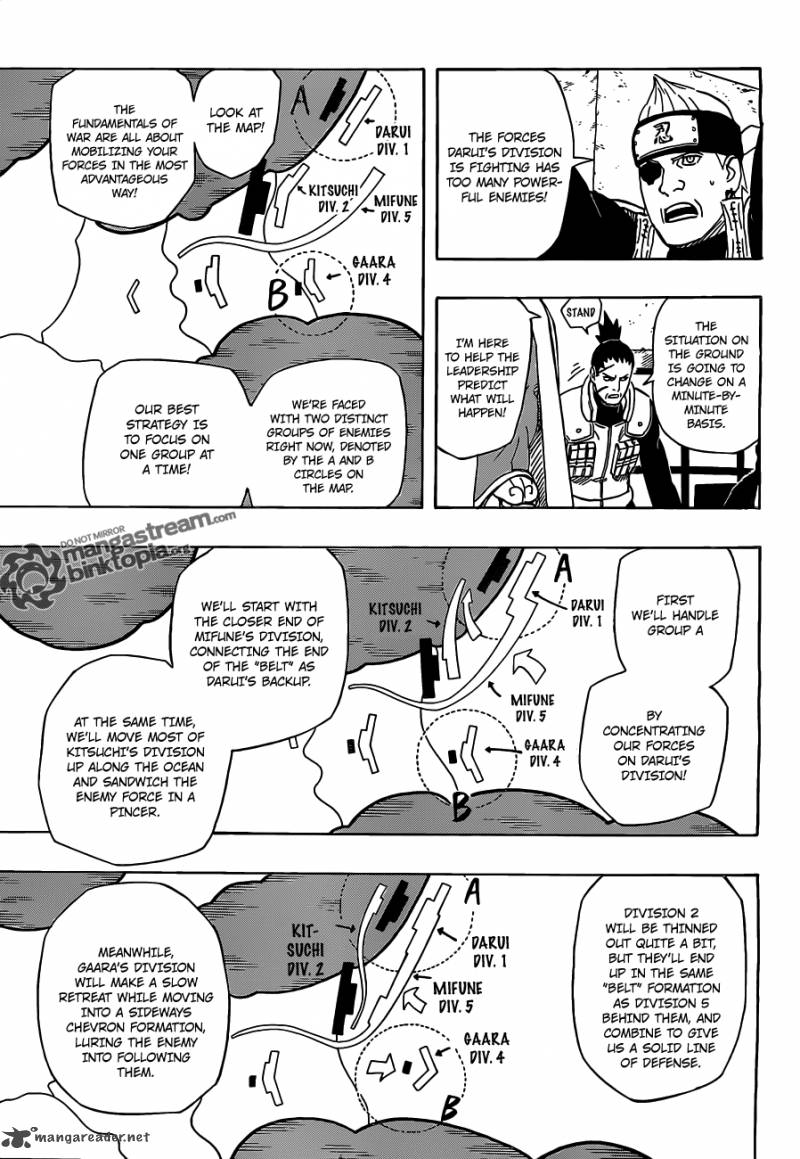 THE FORCES
DARUI'S DIVISION
IS FIGHTING HAS
TOO MANY POWER-
FUL ENEMIES!
忍
STAND
THE
SITUATION ON
THE GROUND
IS GOING TO
CHANGE ON A
MINUTE-BY-
MINUTE
BASIS.
I'M HERE
TO HELP THE
LEADERSHIP
PREDICT
WHAT WILL
HAPPEN!
LOOK AT
THE MAP!
THE
FUNDAMENTALS OF
WAR ARE ALL ABOUT
MOBILIZING YOUR
FORCES IN THE MOST
ADVANTAGEOUS
WAY!
A
DARUI
DIV. 1
KITSUCHI
DIV. 2
MIFUNE
DIV. 5
GAARA
DIV. 4
B
WE'RE FACED
WITH TWO DISTINCT
GROUPS OF ENEMIES
RIGHT NOW, DENOTED
BY THE A AND B
CIRCLES ON
THE MAP.
OUR BEST
STRATEGY IS
TO FOCUS ON
ONE GROUP AT
A TIME!
DO NOT MIRROR
mangastream.com
binktopia.org
FIRST
WE'LL HANDLE
GROUP A
BY
CONCENTRATING
OUR FORCES
ON DARUI'S
DIVISION!
A
DARUI
DIV. 1
KITSUCHI
DIV. 2
MIFUNE
DIV. 5
GAARA
DIV. 4
B
WE'LL START WITH
THE CLOSER END OF
MIFUNE'S DIVISION,
CONNECTING THE END
OF THE "BELT" AS
DARUI'S BACKUP.
AT THE SAME TIME,
WE'LL MOVE MOST OF
KITSUCHI'S DIVISION
UP ALONG THE OCEAN
AND SANDWICH THE
ENEMY FORCE IN A
PINCER.
DIVISION 2
WILL BE THINNED
OUT QUITE A BIT,
BUT THEY'LL END
UP IN THE SAME
"BELT" FORMATION
AS DIVISION 5
BEHIND THEM, AND
COMBINE TO GIVE
US A SOLID LINE
OF DEFENSE.
A
KIT-
SUCHI
DIV. 2
DARUI
DIV. 1
MIFUNE
DIV. 5
GAARA
DIV. 4
B
MEANWHILE,
GAARA'S DIVISION
WILL MAKE A SLOW
RETREAT WHILE MOVING
INTO A SIDEWAYS
CHEVRON FORMATION,
LURING THE ENEMY
INTO FOLLOWING
THEM.
mangareader.net